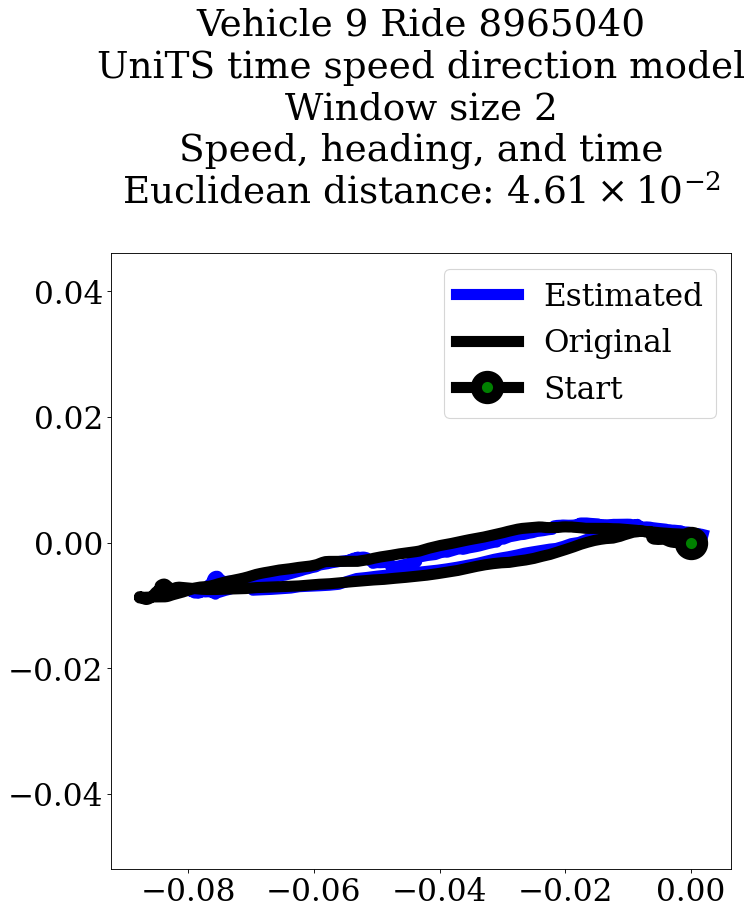 Vehicle 9 Ride 8965040
UniTS time speed direction model
Window size 2
Speed, heading, and time
Euclidean distance: 4.61 × 10⁻²
Estimated
Original
Start
0.04
0.02
0.00
−0.02
−0.04
−0.08 −0.06 −0.04 −0.02 0.00